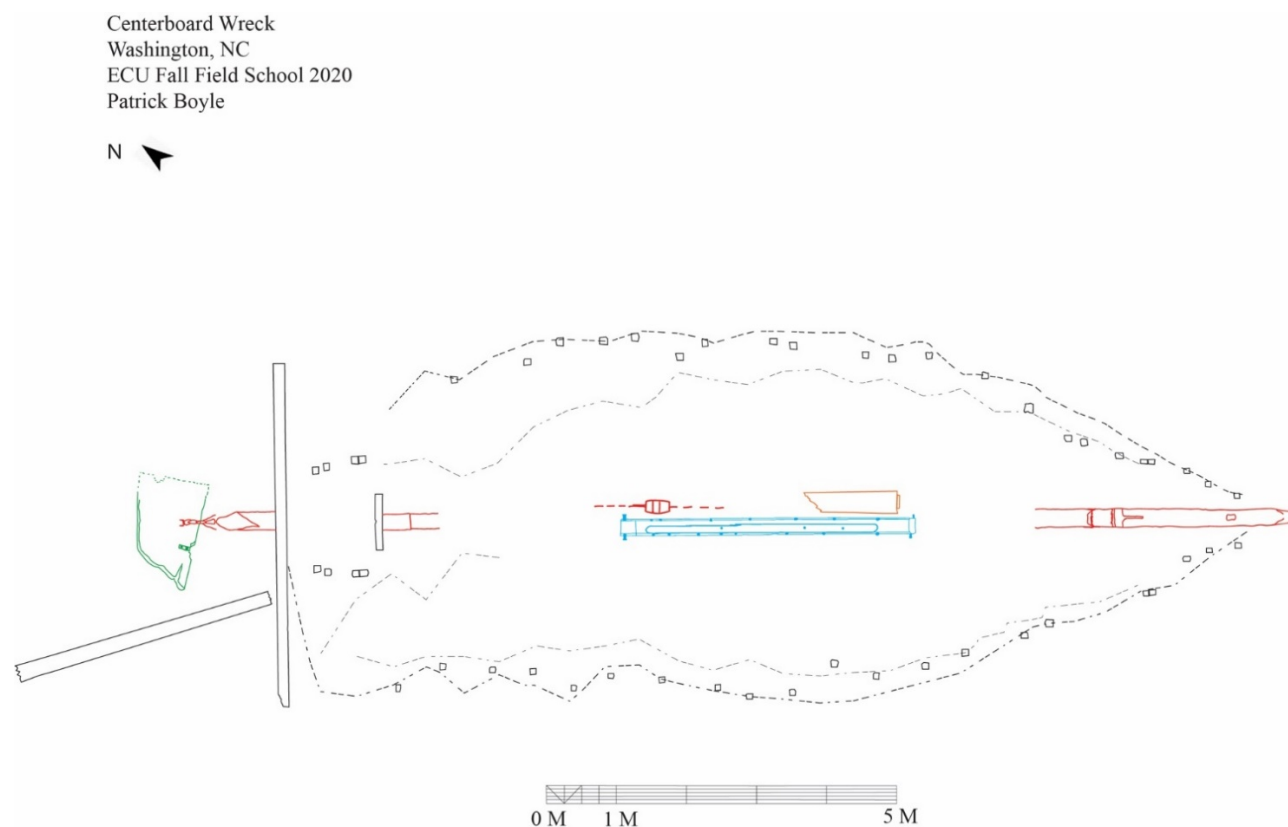 Centerboard Wreck
Washington, NC
ECU Fall Field School 2020
Patrick Boyle
N
0 M 1 M 5 M